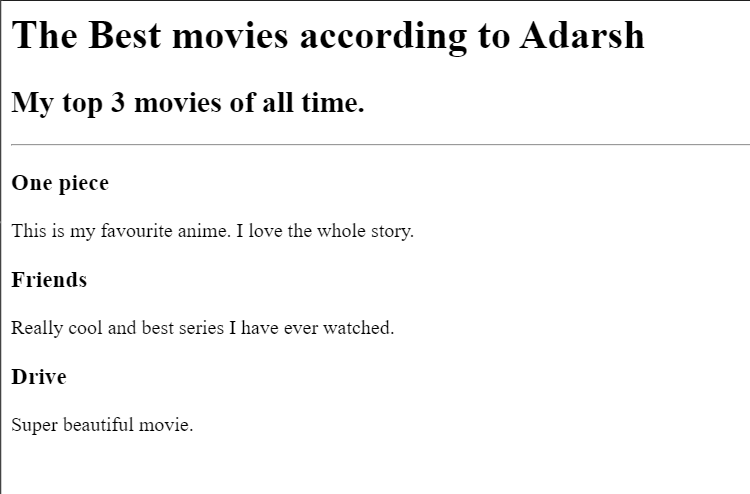 The Best movies according to Adarsh
My top 3 movies of all time.
One piece
This is my favourite anime. I love the whole story.
Friends
Really cool and best series I have ever watched.
Drive
Super beautiful movie.